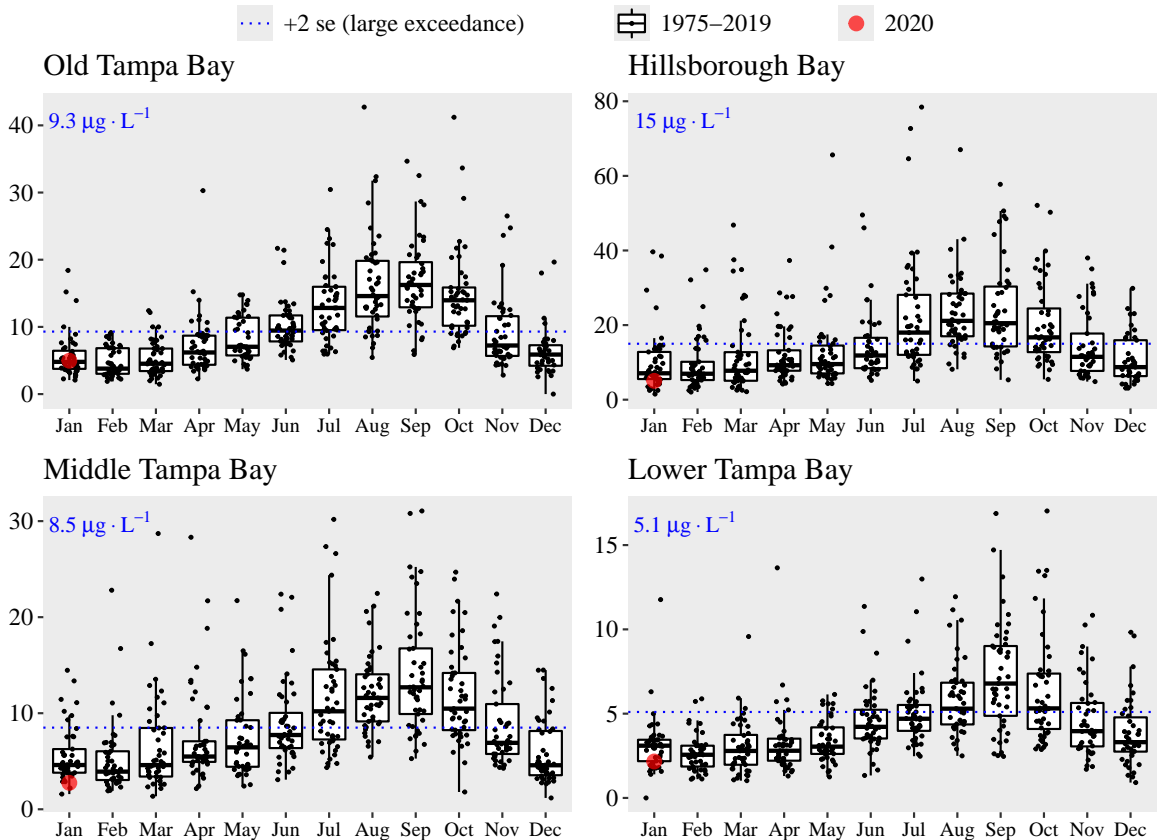 +2 se (large exceedance) 1975–2019 2020
Old Tampa Bay
9.3 μg · L⁻¹
40
30
20
10
0
Jan Feb Mar Apr May Jun Jul Aug Sep Oct Nov Dec
Hillsborough Bay
15 μg · L⁻¹
80
60
40
20
0
Jan Feb Mar Apr May Jun Jul Aug Sep Oct Nov Dec
Middle Tampa Bay
8.5 μg · L⁻¹
30
20
10
0
Jan Feb Mar Apr May Jun Jul Aug Sep Oct Nov Dec
Lower Tampa Bay
5.1 μg · L⁻¹
15
10
5
0
Jan Feb Mar Apr May Jun Jul Aug Sep Oct Nov Dec